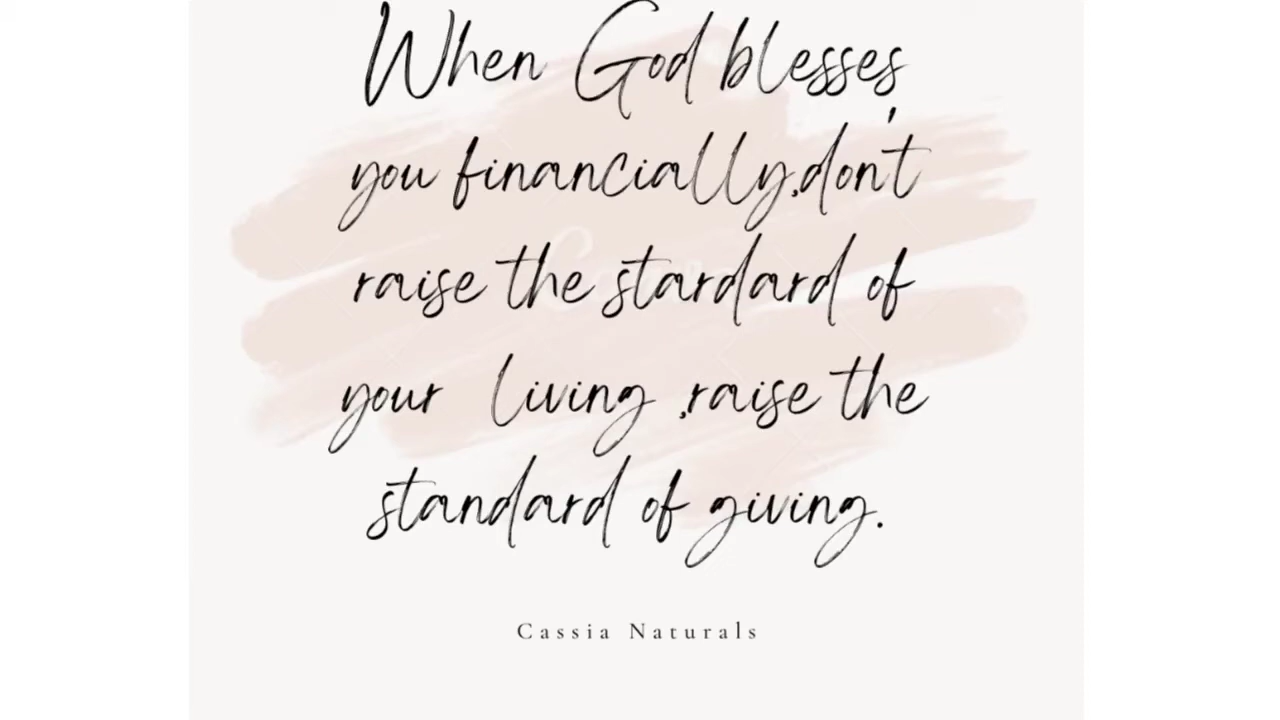 When God blesses
you financially,don't
raise the stardard of
your living ,raise the
standard of giving.
Cassia Naturals